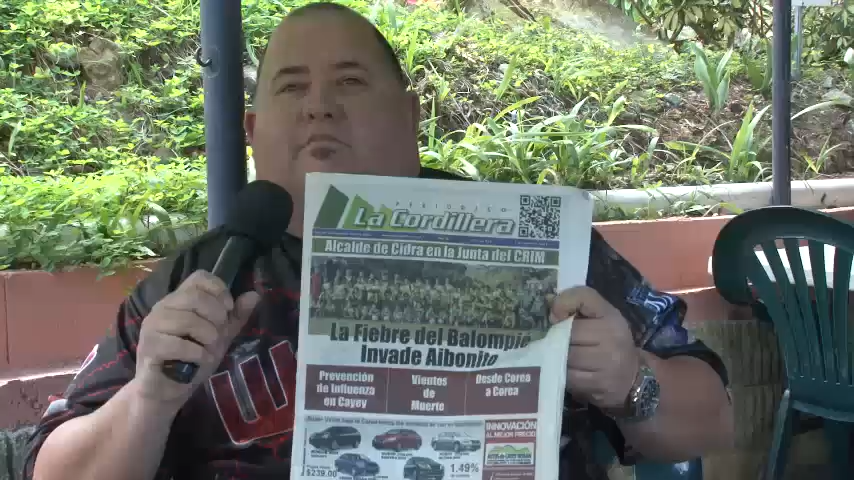 PERIODICO
La Cordillera
Alcalde de Cidra en la Junta del CRIM
La Fiebre del Balompié
Invade Aibonito
Prevención
de Influenza
en Cayey
Vientos
de
Muerte
Desde Corea
a Corea
INNOVACIÓN
AL MEJOR PRECIO
$239.00
1.49%